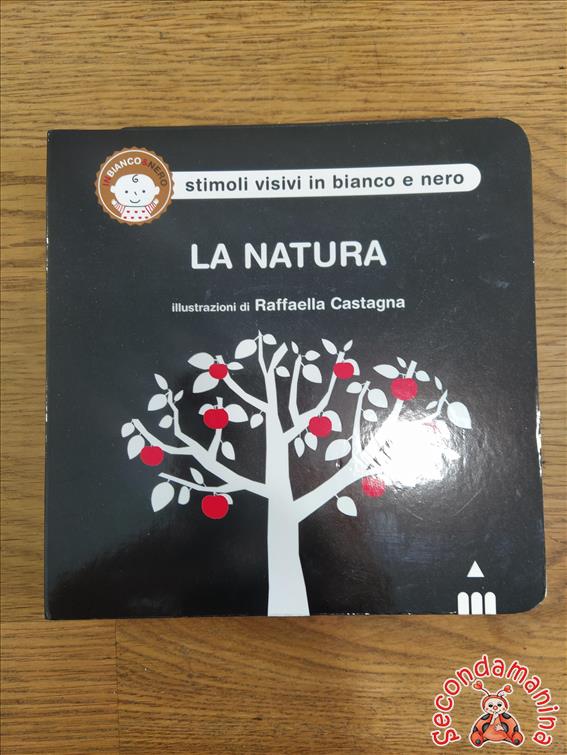 IN BIANCO&NERO
stimoli visivi in bianco e nero
LA NATURA
illustrazioni di Raffaella Castagna
secondamanina